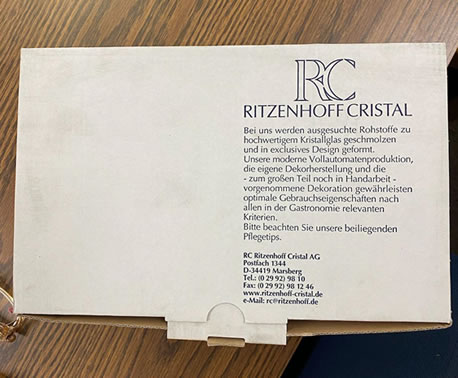 RC
RITZENHOFF CRISTAL
Bei uns werden ausgesuchte Rohstoffe zu
hochwertigem Kristallglas geschmolzen
und in exclusives Design geformt.
Unsere moderne Vollautomatenproduktion,
die eigene Dekorherstellung und die
- zum großen Teil noch in Handarbeit -
vorgenommene Dekoration gewährleisten
optimale Gebrauchseigenschaften nach
allen in der Gastronomie relevanten
Kriterien.
Bitte beachten Sie unsere beiliegenden
Pflegetips.
RC Ritzenhoff Cristal AG
Postfach 1344
D-34419 Marsberg
Tel.: (0 29 92) 98 10
Fax: (0 29 92) 98 12 46
www.ritzenhoff-cristal.de
e-Mail: rc@ritzenhoff.de